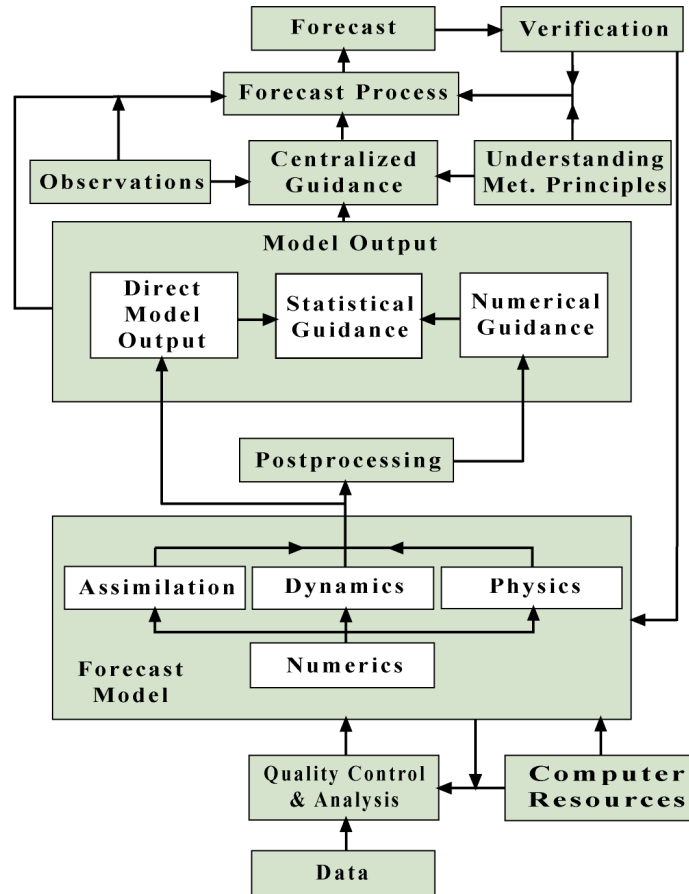 Forecast
Verification
Forecast Process
Observations
Centralized
Guidance
Understanding
Met. Principles
Model Output
Direct
Model
Output
Statistical
Guidance
Numerical
Guidance
Postprocessing
Assimilation
Dynamics
Physics
Numerics
Forecast
Model
Quality Control
& Analysis
Computer
Resources
Data